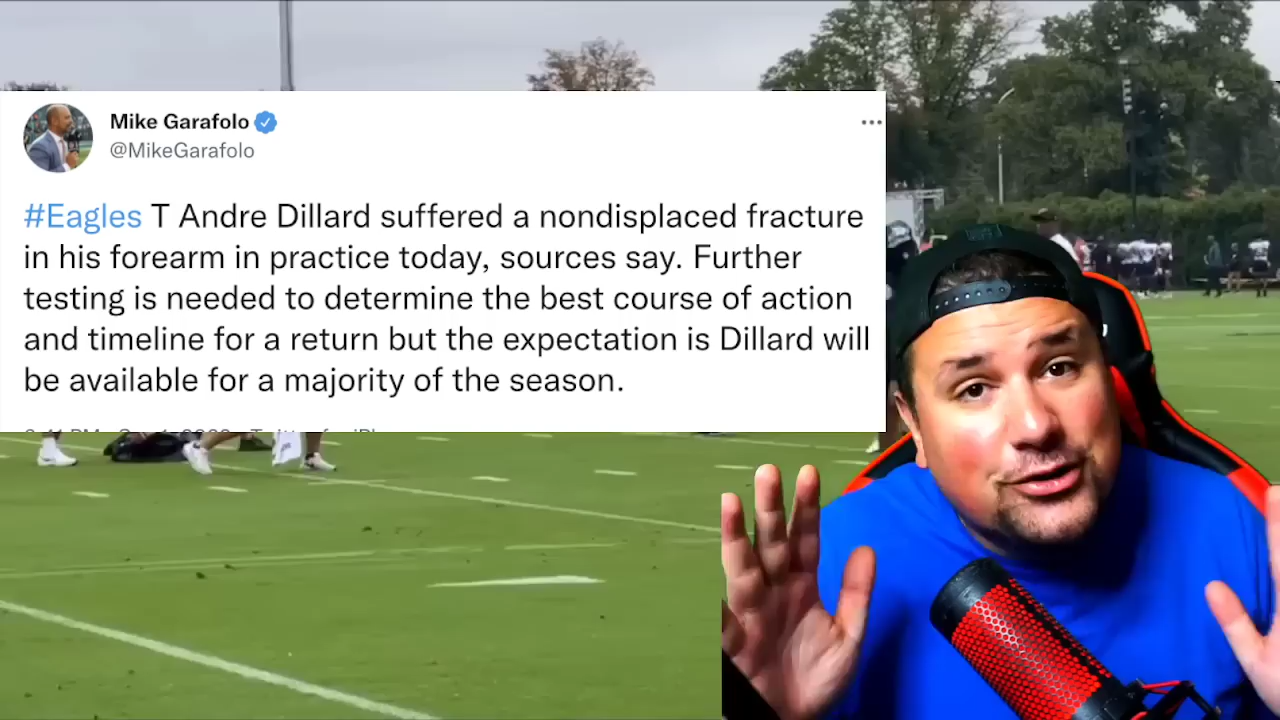 Mike Garafolo
@MikeGarafolo
#Eagles T Andre Dillard suffered a nondisplaced fracture
in his forearm in practice today, sources say. Further
testing is needed to determine the best course of action
and timeline for a return but the expectation is Dillard will
be available for a majority of the season.